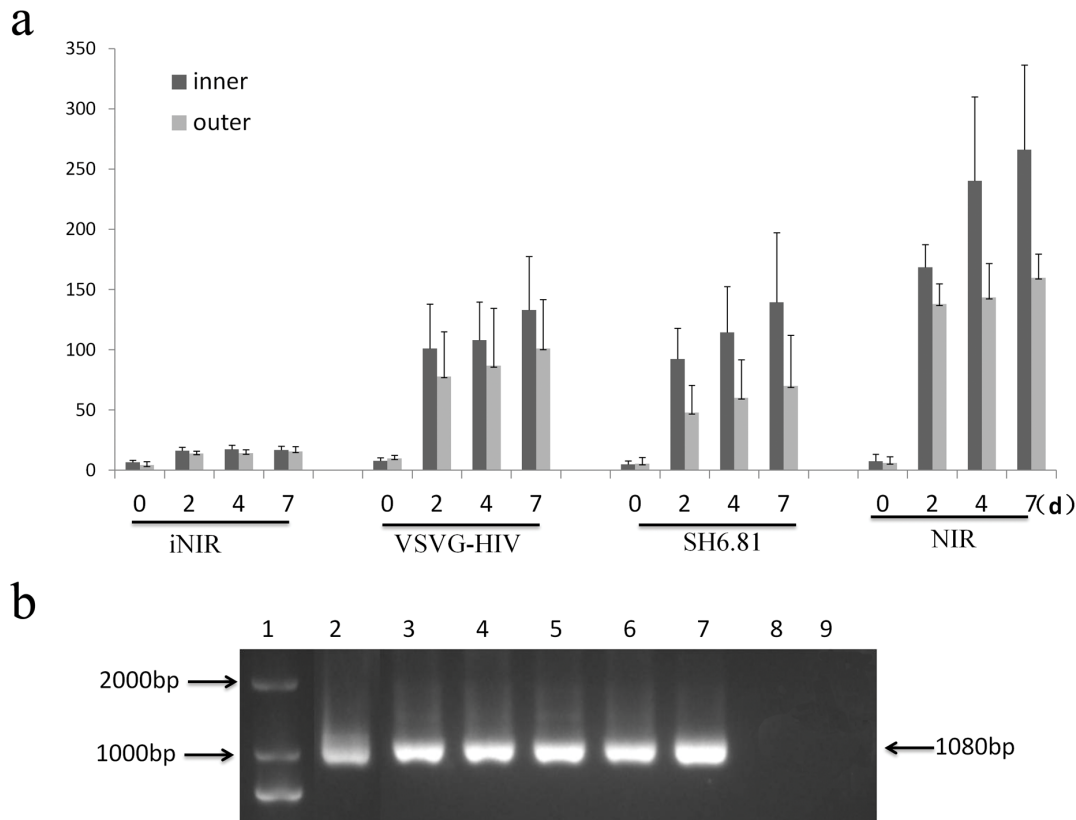 a
350
300
250
200
150
100
50
0
inner
outer
0 2 4 7 0 2 4 7 0 2 4 7 0 2 4 7(d)
iNIR VSVG-HIV SH6.81 NIR
b
1 2 3 4 5 6 7 8 9
2000bp
1000bp 1080bp